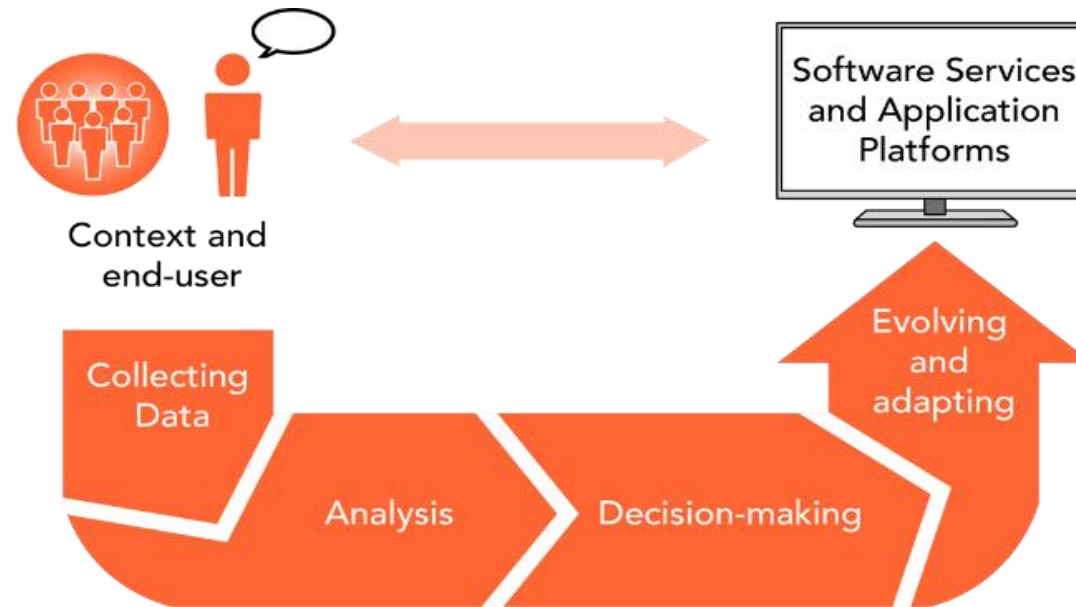 Software Services
and Application
Platforms
Context and
end-user
Collecting
Data
Analysis
Decision-making
Evolving
and
adapting